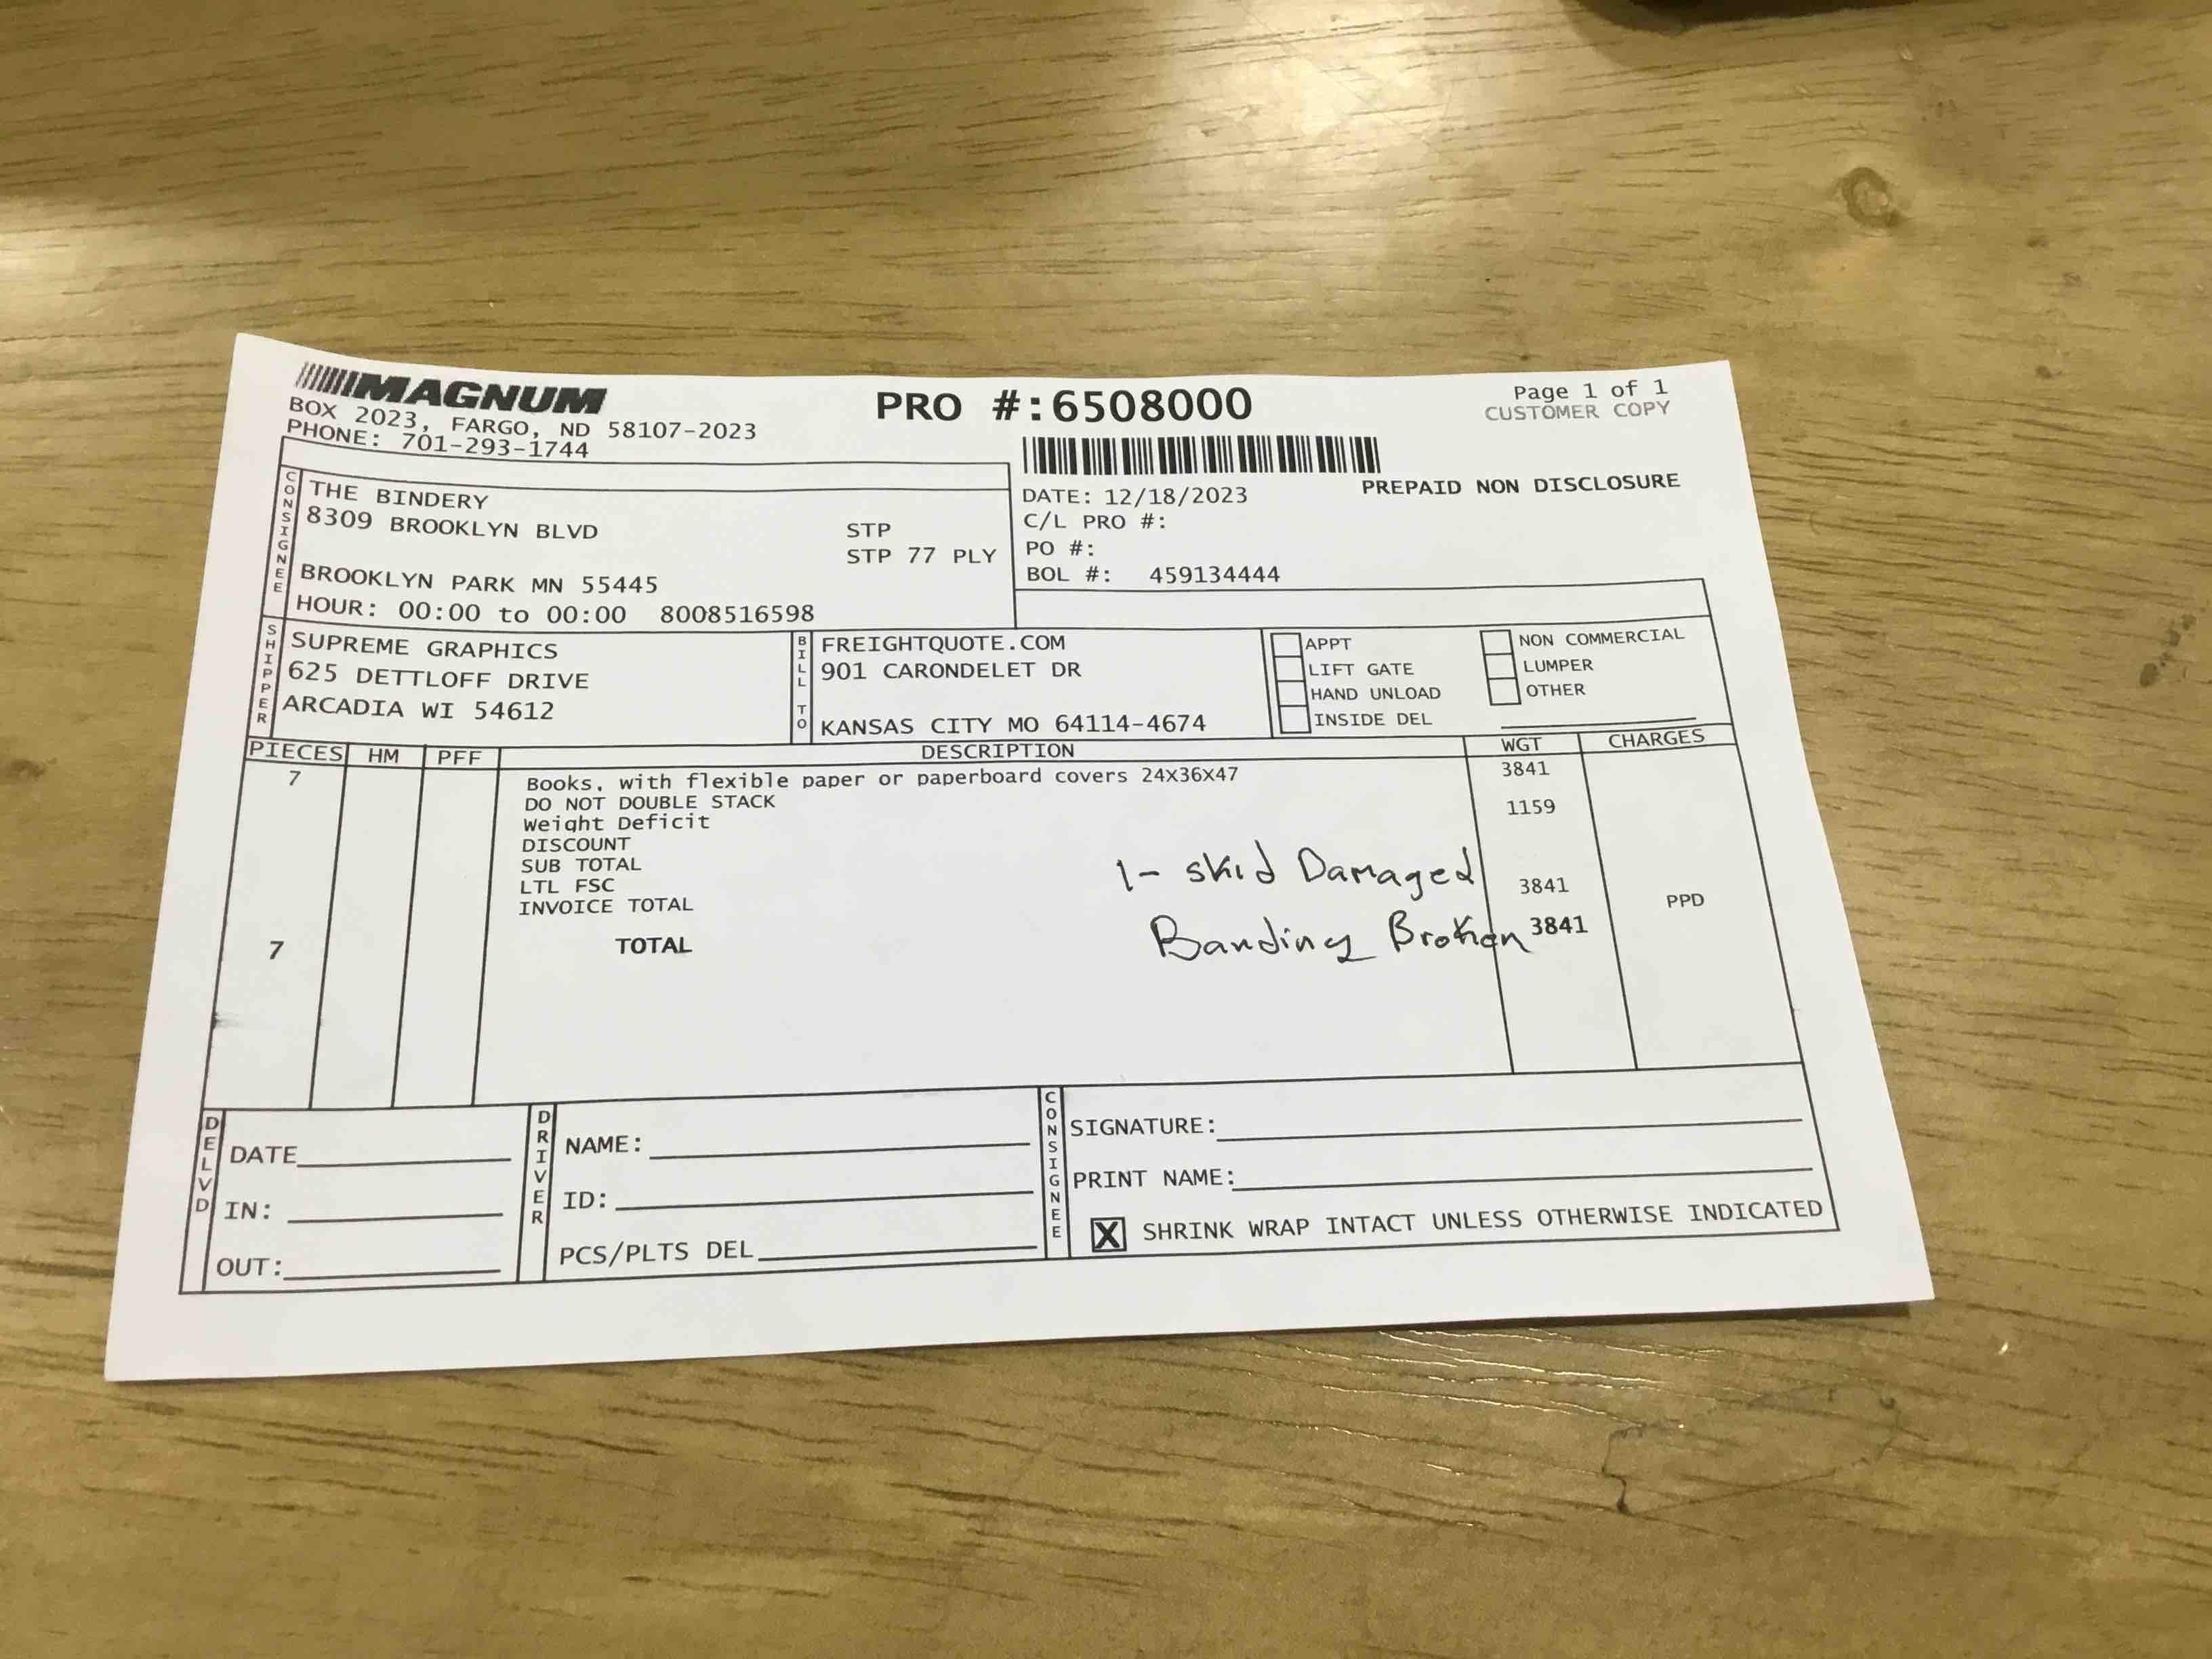 MAGNUM
BOX 2023, FARGO, ND 58107-2023
PHONE: 701-293-1744
PRO #:6508000
Page 1 of 1
CUSTOMER COPY
PREPAID NON DISCLOSURE
DATE: 12/18/2023
C/L PRO #:
PO #:
BOL #: 459134444
CONSIGNEE
THE BINDERY
8309 BROOKLYN BLVD
STP
STP 77 PLY
BROOKLYN PARK MN 55445
HOUR: 00:00 to 00:00 8008516598
SHIPPER
SUPREME GRAPHICS
625 DETTLOFF DRIVE
ARCADIA WI 54612
BILL TO
FREIGHTQUOTE.COM
901 CARONDELET DR
KANSAS CITY MO 64114-4674
APPT
LIFT GATE
HAND UNLOAD
INSIDE DEL
NON COMMERCIAL
LUMPER
OTHER
PIECES HM PFF DESCRIPTION WGT CHARGES
7 Books, with flexible paper or paperboard covers 24x36x47 3841
DO NOT DOUBLE STACK
Weight Deficit 1159
DISCOUNT
SUB TOTAL
LTL FSC 3841
INVOICE TOTAL PPD
7 TOTAL 3841
1- skid Damaged
Banding Broken
DELVD
DATE
IN:
OUT:
DRIVER
NAME:
ID:
PCS/PLTS DEL
CONSIGNEE
SIGNATURE:
PRINT NAME:
X SHRINK WRAP INTACT UNLESS OTHERWISE INDICATED